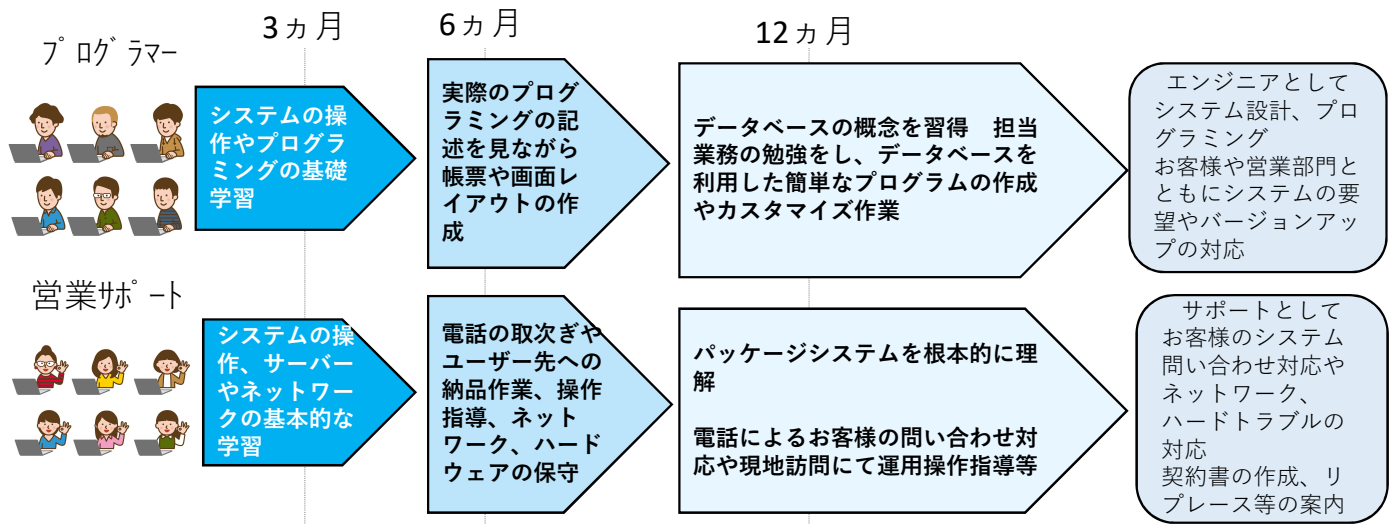 3ヵ月
6ヵ月
12ヵ月
プログラマー
システムの操
作やプログラ
ミングの基礎
学習
実際のプログ
ラミングの記
述を見ながら
帳票や画面レ
イアウトの作
成
データベースの概念を習得　担当
業務の勉強をし、データベースを
利用した簡単なプログラムの作成
やカスタマイズ作業
エンジニアとして
システム設計、プロ
グラミング
お客様や営業部門と
ともにシステムの要
望やバージョンアッ
プの対応
営業サポート
システムの操
作、サーバー
やネットワー
クの基本的な
学習
電話の取次ぎや
ユーザー先への
納品作業、操作
指導、ネット
ワーク、ハード
ウェアの保守
パッケージシステムを根本的に理
解
電話によるお客様の問い合わせ対
応や現地訪問にて運用操作指導等
サポートとして
お客様のシステム
問い合わせ対応や
ネットワーク、
ハードトラブルの
対応
契約書の作成、リ
プレース等の案内